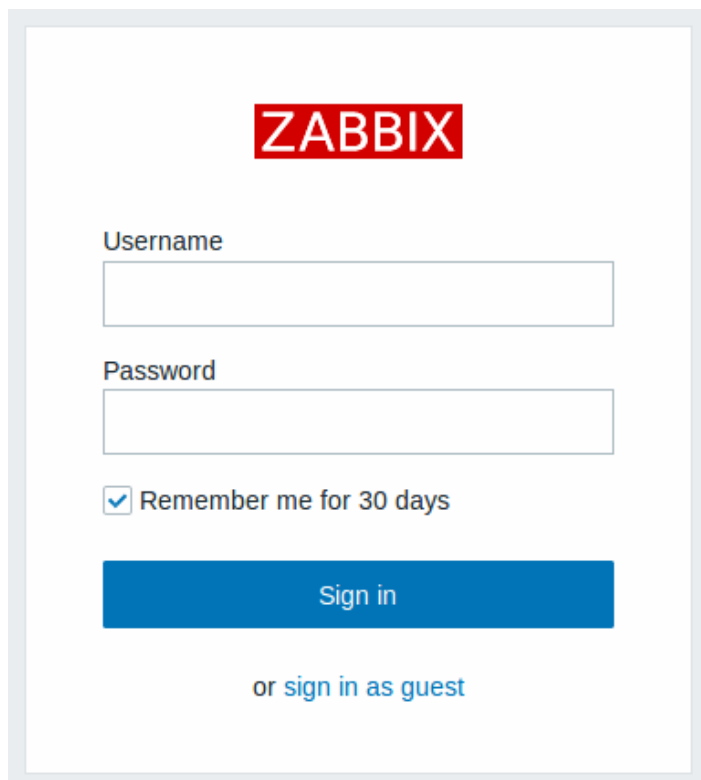 ZABBIX
Username
Password
Remember me for 30 days
Sign in
or sign in as guest